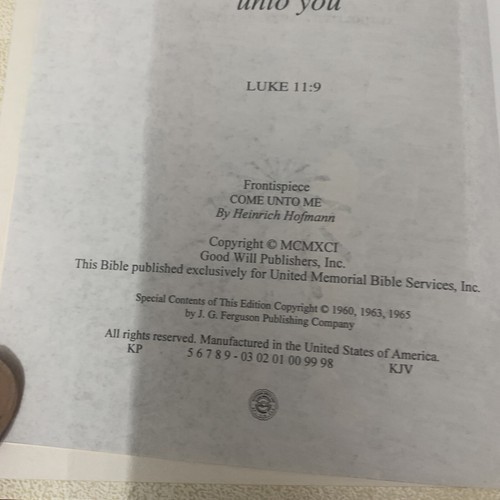 unto you
LUKE 11:9
Frontispiece
COME UNTO ME
By Heinrich Hofmann
Copyright © MCMXCI
Good Will Publishers, Inc.
This Bible published exclusively for United Memorial Bible Services, Inc.
Special Contents of This Edition Copyright © 1960, 1963, 1965
by J. G. Ferguson Publishing Company
All rights reserved. Manufactured in the United States of America.
KP 5 6 7 8 9 - 03 02 01 00 99 98 KJV